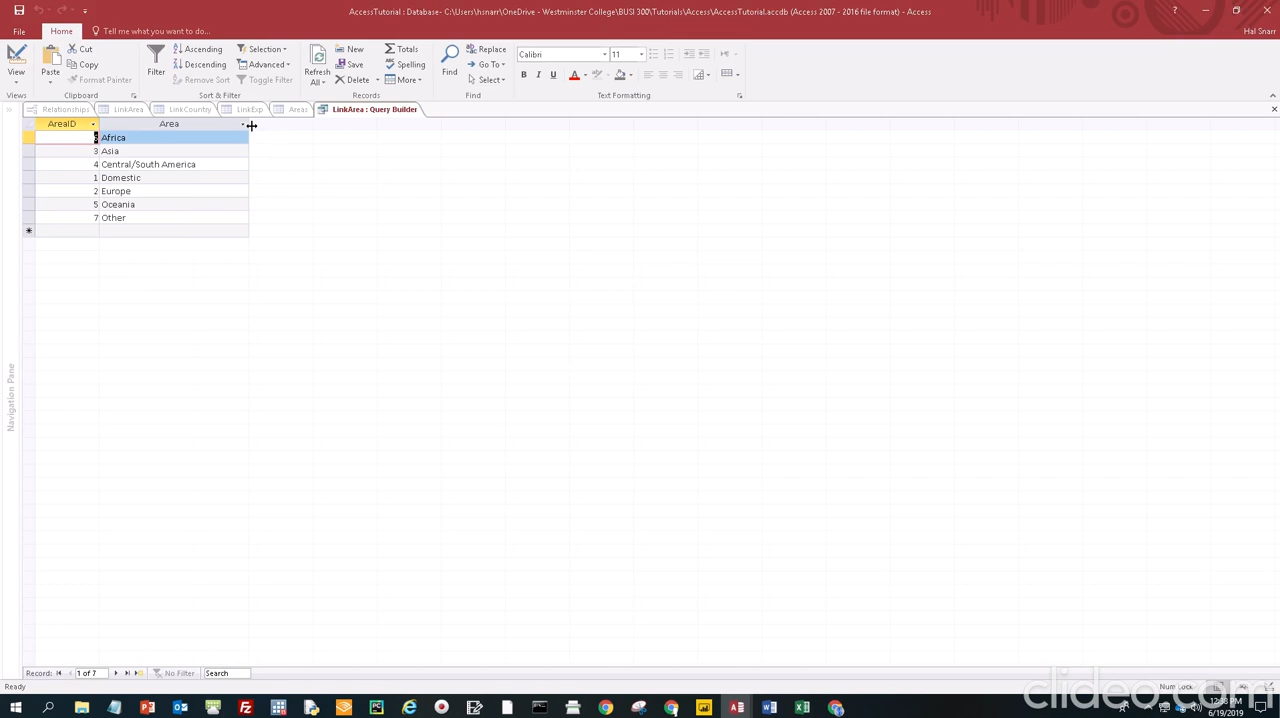 AccessTutorial : Database- C:\Users\hsnarr\OneDrive - Westminster College\BUSI 300\Tutorials\Access\AccessTutorial.accdb (Access 2007 - 2016 file format) - Access
File Home Tell me what you want to do... Hal Snarr
View Paste Cut Copy Format Painter Filter Ascending Descending Remove Sort Selection Advanced Toggle Filter Refresh All New Save Delete Totals Spelling More Find Replace Go To Select Calibri 11 B I U A
Views Clipboard Sort & Filter Records Find Text Formatting
Relationships LinkArea LinkCountry LinkExp Areas LinkArea : Query Builder
AreaID Area
Africa
3 Asia
4 Central/South America
1 Domestic
2 Europe
5 Oceania
7 Other
Navigation Pane
Record: 1 of 7 No Filter Search
Ready Num Lock
clideo.com
6/19/2019